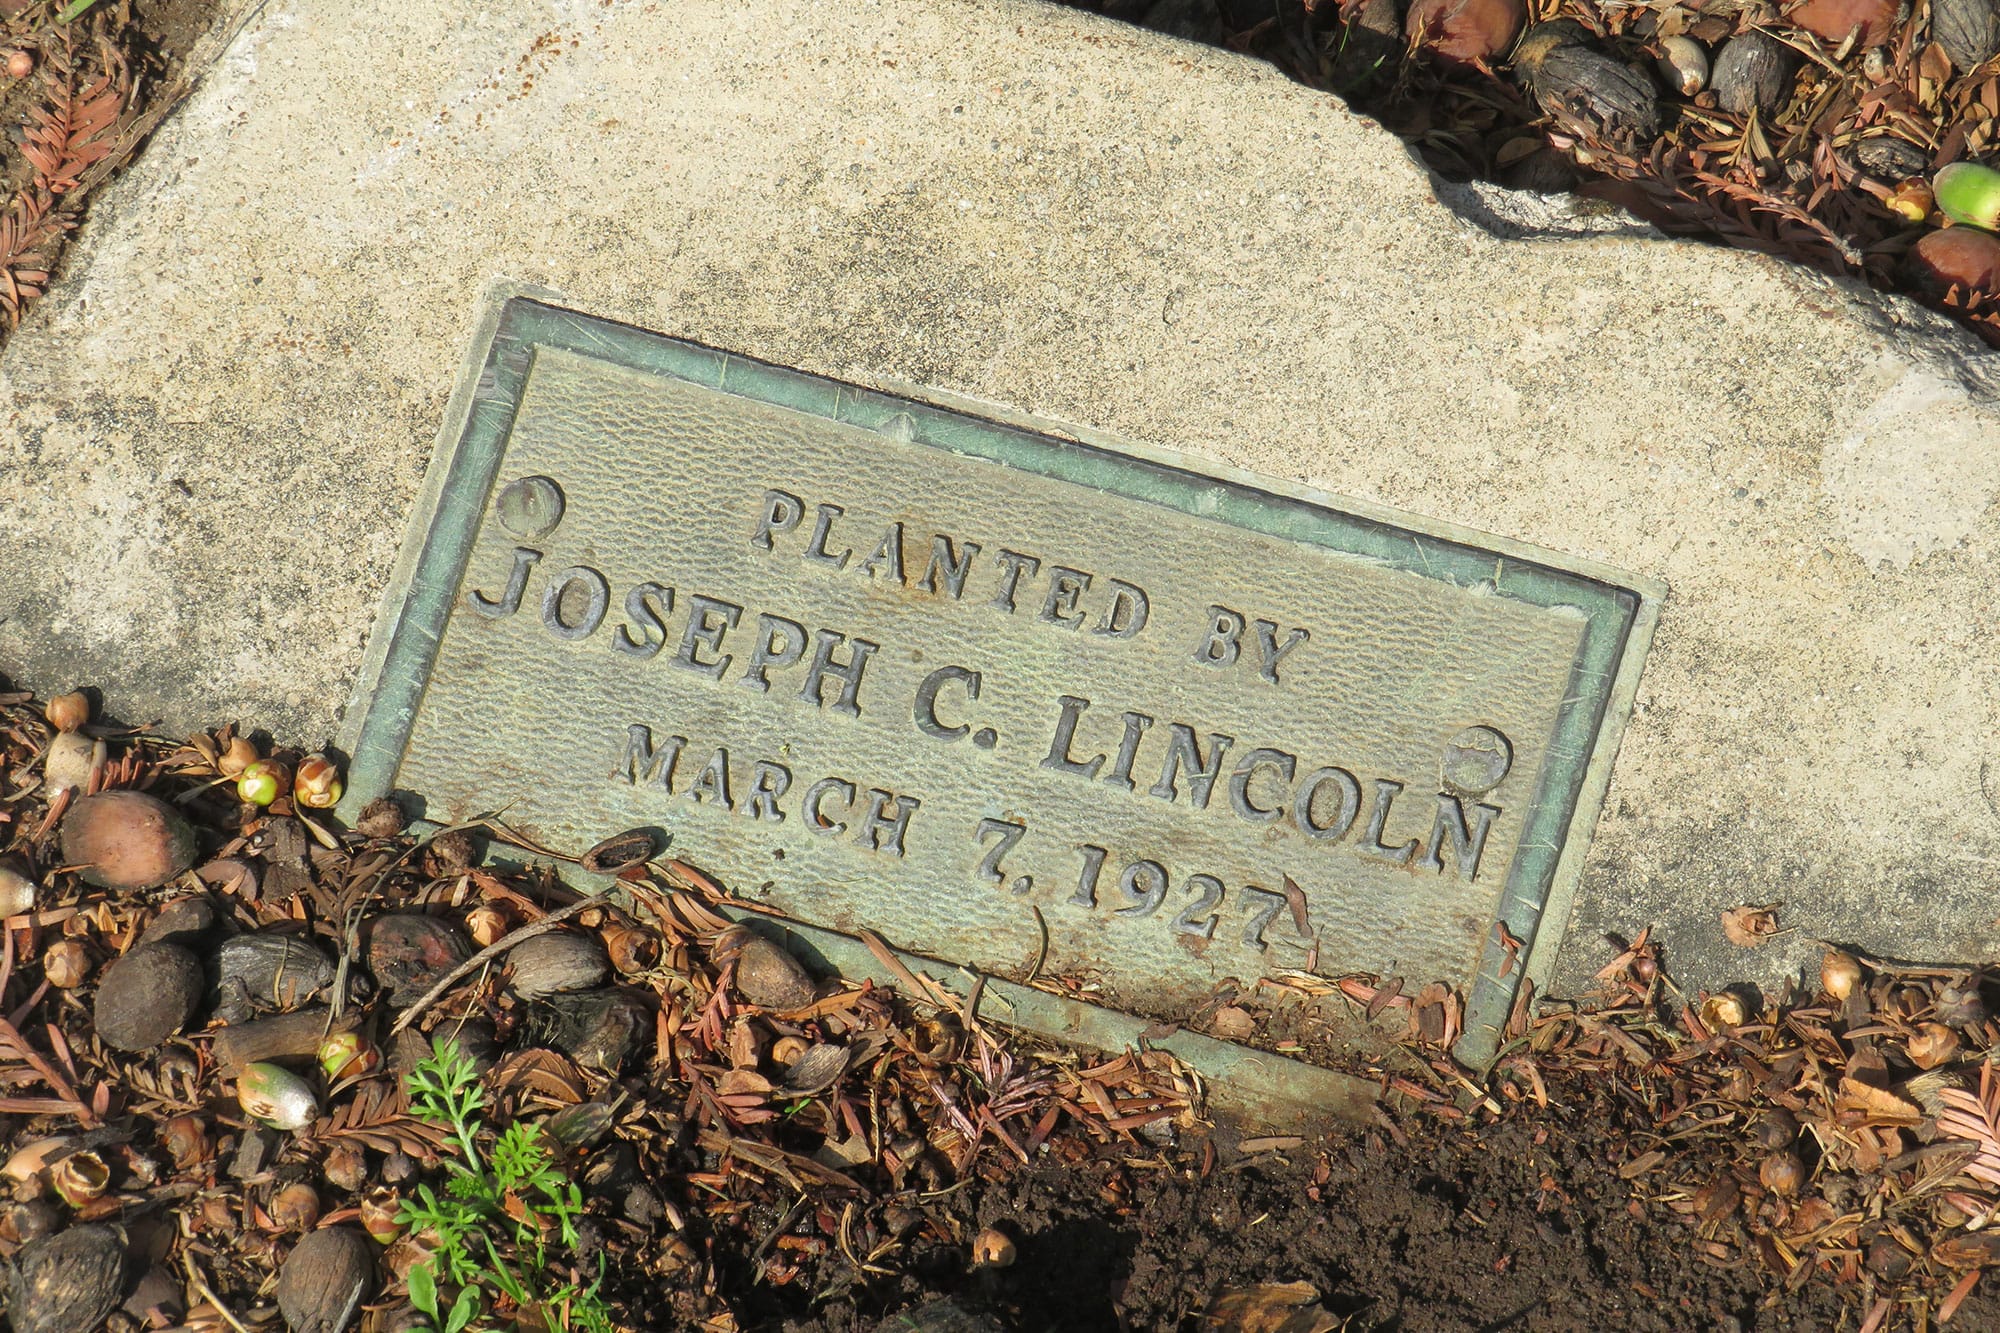 PLANTED BY
JOSEPH C. LINCOLN
MARCH 7, 1927